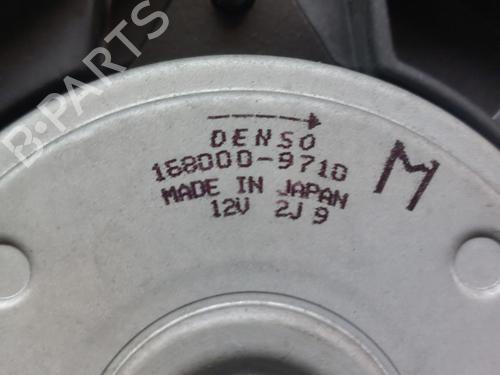 B·PARTS
DENSO
168000-9710
M
MADE IN JAPAN
12V 2J 9